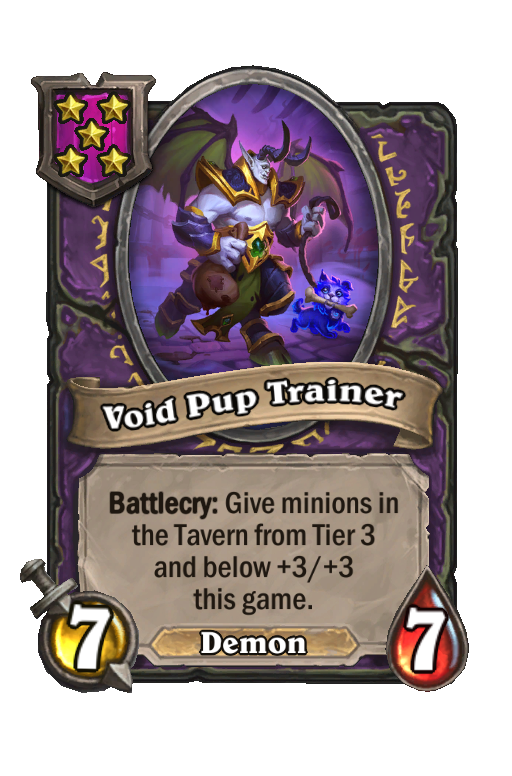 Void Pup Trainer
Battlecry: Give minions in
the Tavern from Tier 3
and below +3/+3
this game.
7
Demon
7